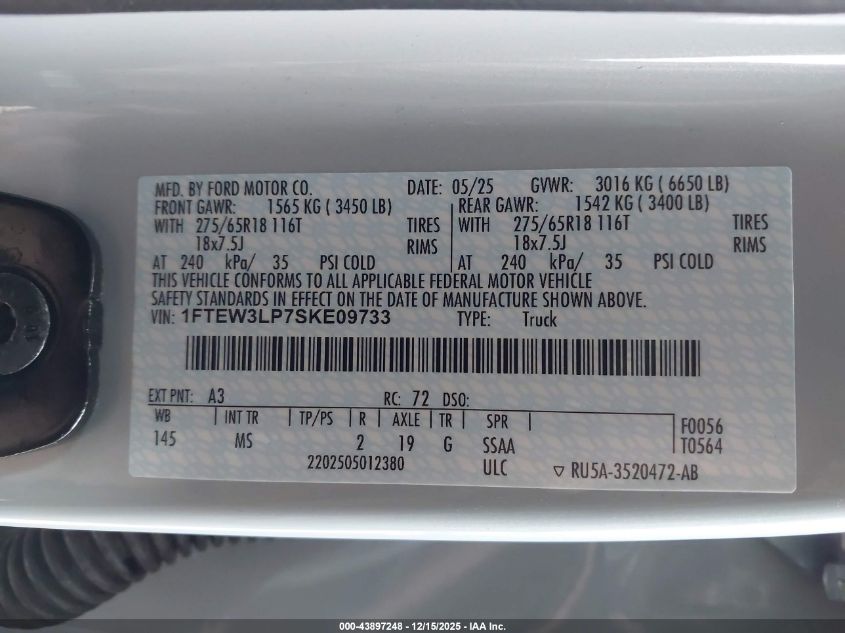 MFD. BY FORD MOTOR CO. DATE: 05/25 GVWR: 3016 KG ( 6650 LB)
FRONT GAWR: 1565 KG ( 3450 LB) REAR GAWR: 1542 KG ( 3400 LB)
WITH 275/65R18 116T TIRES WITH 275/65R18 116T TIRES
18x7.5J RIMS 18x7.5J RIMS
AT 240 kPa/ 35 PSI COLD AT 240 kPa/ 35 PSI COLD
THIS VEHICLE CONFORMS TO ALL APPLICABLE FEDERAL MOTOR VEHICLE
SAFETY STANDARDS IN EFFECT ON THE DATE OF MANUFACTURE SHOWN ABOVE.
VIN: 1FTEW3LP7SKE09733 TYPE: Truck
EXT PNT: A3 RC: 72 DSO:
WB | INT TR | TP/PS | R | AXLE | TR | SPR | F0056
145 MS 2 19 G SSAA T0564
2202505012380 ULC ▽ RU5A-3520472-AB
000-43897248 - 12/15/2025 - IAA Inc.